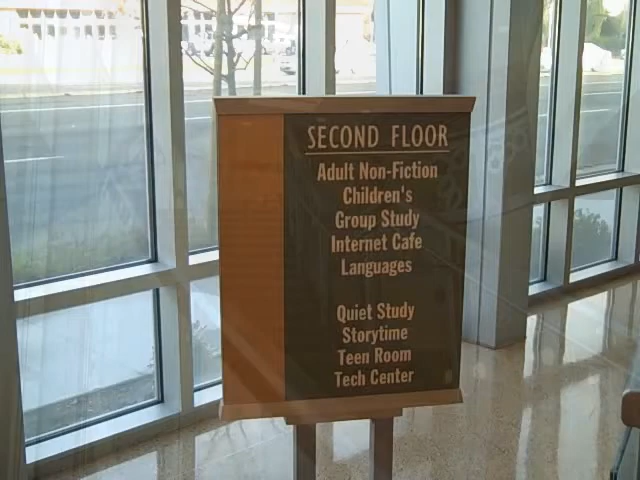 SECOND FLOOR
Adult Non-Fiction
Children's
Group Study
Internet Cafe
Languages
Quiet Study
Storytime
Teen Room
Tech Center